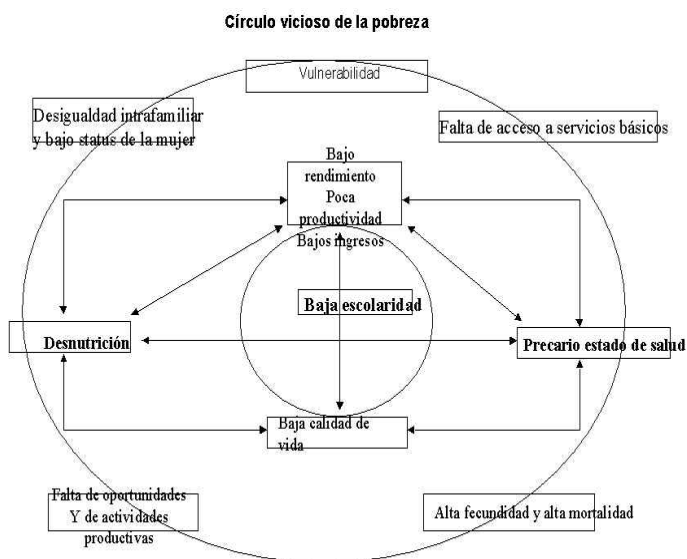 Círculo vicioso de la pobreza
Vulnerabilidad
Desigualdad intrafamiliar
y bajo status de la mujer
Falta de acceso a servicios básicos
Bajo
rendimiento
Poca
productividad
Bajos ingresos
Baja escolaridad
Desnutrición
Precario estado de salud
Baja calidad de
vida
Falta de oportunidades
Y de actividades
productivas
Alta fecundidad y alta mortalidad